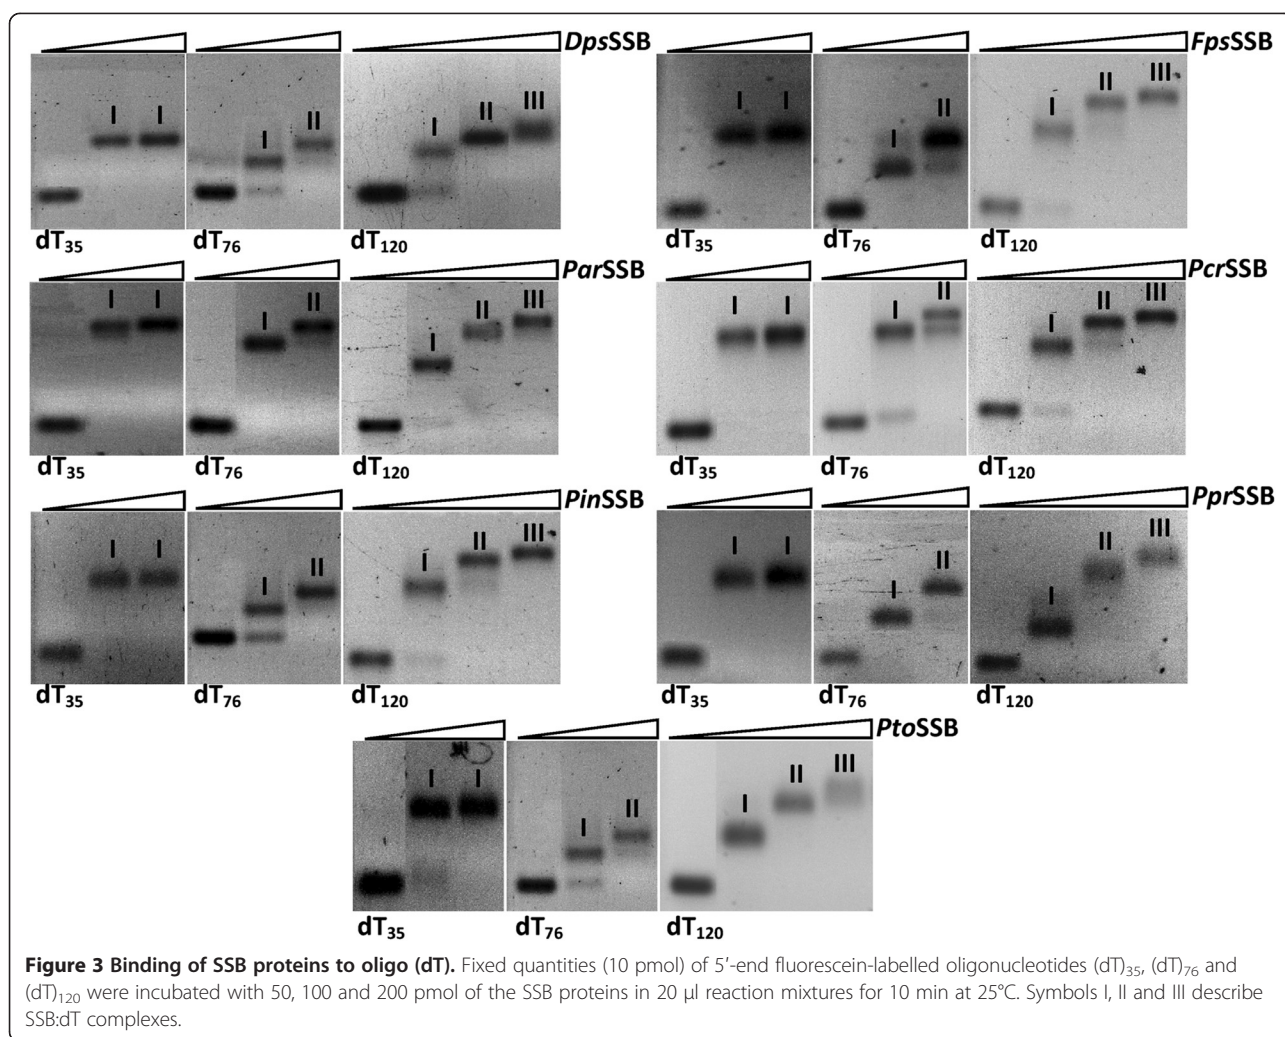 DpsSSB
I I I II I II III
dT35 dT76 dT120
FpsSSB
I I I II I II III
dT35 dT76 dT120
ParSSB
I I I II I II III
dT35 dT76 dT120
PcrSSB
I I I II I II III
dT35 dT76 dT120
PinSSB
I I I II I II III
dT35 dT76 dT120
PprSSB
I I I II I II III
dT35 dT76 dT120
PtoSSB
I I I II I II III
dT35 dT76 dT120
Figure 3 Binding of SSB proteins to oligo (dT). Fixed quantities (10 pmol) of 5′-end fluorescein-labelled oligonucleotides (dT)35, (dT)76 and
(dT)120 were incubated with 50, 100 and 200 pmol of the SSB proteins in 20 μl reaction mixtures for 10 min at 25°C. Symbols I, II and III describe
SSB:dT complexes.